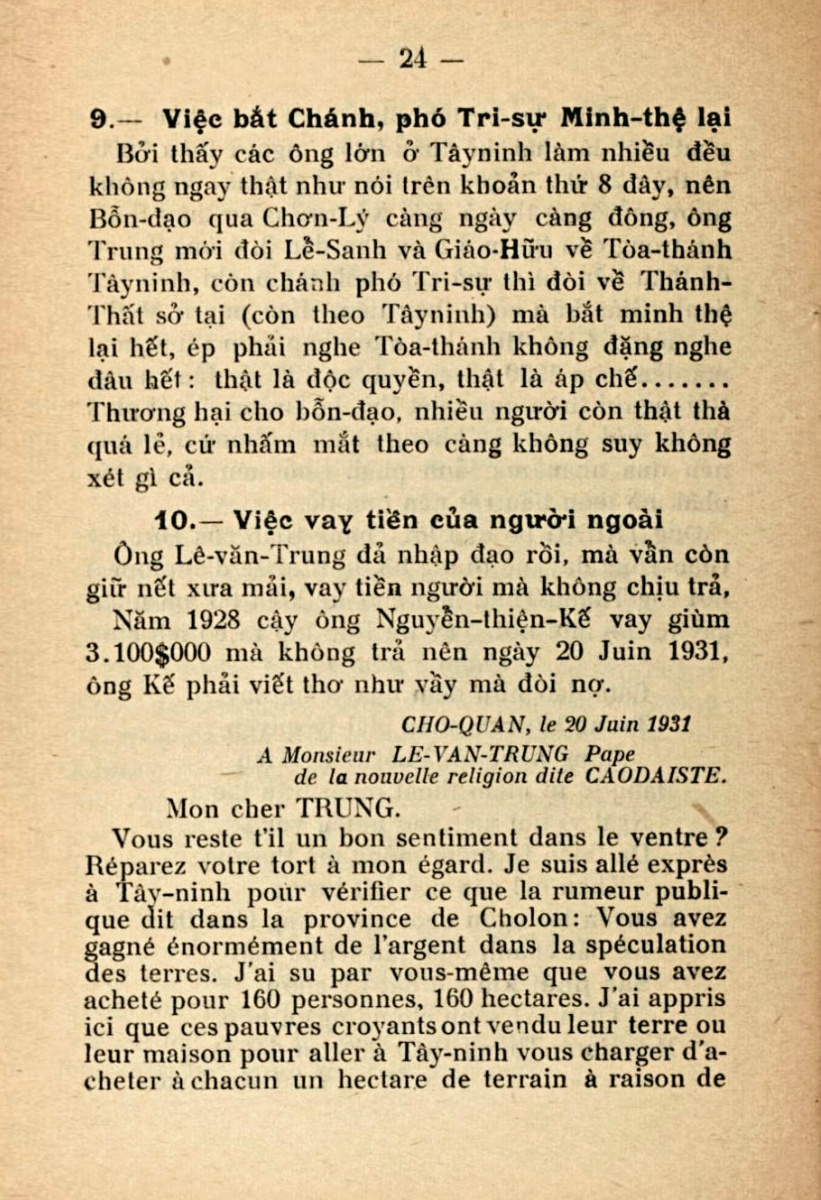 — 24 —
9.— Việc bắt Chánh, phó Tri-sự Minh-thệ lại
Bởi thấy các ông lớn ở Tâyninh làm nhiều đều
không ngay thật như nói trên khoản thứ 8 đây, nên
Bỗn-đạo qua Chơn-Lý càng ngày càng đông, ông
Trung mới đòi Lễ-Sanh và Giáo-Hữu về Tòa-thánh
Tâyninh, còn chánh phó Tri-sự thì đòi về Thánh-
Thất sở tại (còn theo Tâyninh) mà bắt minh thệ
lại hết, ép phải nghe Tòa-thánh không đặng nghe
đâu hết : thật là độc quyền, thật là áp chế.......
Thương hại cho bỗn-đạo, nhiều người còn thật thà
quá lẻ, cứ nhắm mắt theo càng không suy không
xét gì cả.
10.— Việc vay tiền của người ngoài
Ông Lê-văn-Trung đả nhập đạo rồi, mà vẫn còn
giữ nết xưa mải, vay tiền người mà không chịu trả,
Năm 1928 cậy ông Nguyễn-thiện-Kế vay giùm
3.100$000 mà không trả nên ngày 20 Juin 1931,
ông Kế phải viết thơ như vầy mà đòi nợ.
CHO-QUAN, le 20 Juin 1931
A Monsieur LE-VAN-TRUNG Pape
de la nouvelle religion dite CAODAISTE.
Mon cher TRUNG.
Vous reste t'il un bon sentiment dans le ventre ?
Réparez votre tort à mon égard. Je suis allé exprès
à Tây-ninh pour vérifier ce que la rumeur publi-
que dit dans la province de Cholon : Vous avez
gagné énormément de l'argent dans la spéculation
des terres. J'ai su par vous-même que vous avez
acheté pour 160 personnes, 160 hectares. J'ai appris
ici que ces pauvres croyants ont vendu leur terre ou
leur maison pour aller à Tây-ninh vous charger d'a-
cheter à chacun un hectare de terrain à raison de